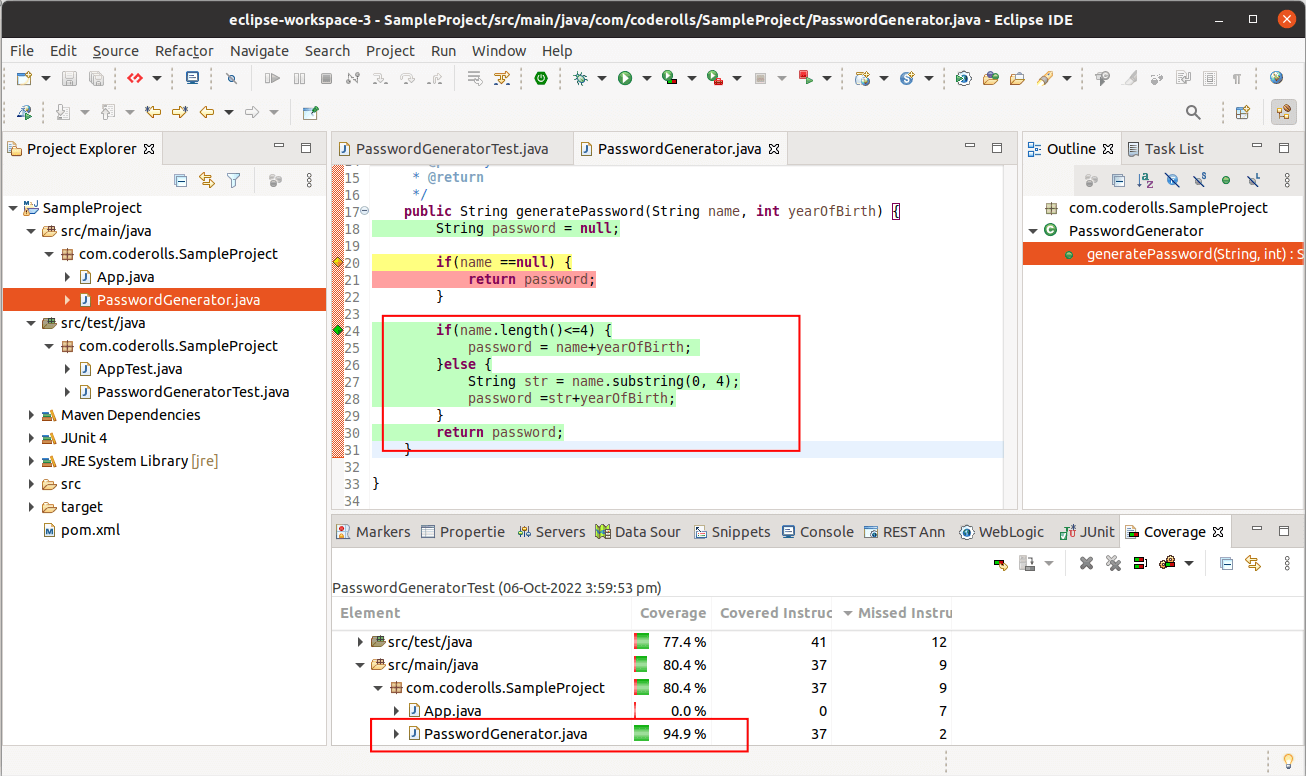 eclipse-workspace-3 - SampleProject/src/main/java/com/coderolls/SampleProject/PasswordGenerator.java - Eclipse IDE
File Edit Source Refactor Navigate Search Project Run Window Help
Project Explorer
SampleProject
src/main/java
com.coderolls.SampleProject
App.java
PasswordGenerator.java
src/test/java
com.coderolls.SampleProject
AppTest.java
PasswordGeneratorTest.java
Maven Dependencies
JUnit 4
JRE System Library [jre]
src
target
pom.xml
PasswordGeneratorTest.java PasswordGenerator.java
15 * @return
16 */
17 public String generatePassword(String name, int yearOfBirth) {
18 String password = null;
19
20 if(name ==null) {
21 return password;
22 }
23
24 if(name.length()<=4) {
25 password = name+yearOfBirth;
26 }else {
27 String str = name.substring(0, 4);
28 password =str+yearOfBirth;
29 }
30 return password;
31 }
32
33 }
34
Outline Task List
com.coderolls.SampleProject
PasswordGenerator
generatePassword(String, int) : S
Markers Propertie Servers Data Sour Snippets Console REST Ann WebLogic JUnit Coverage
PasswordGeneratorTest (06-Oct-2022 3:59:53 pm)
Element Coverage Covered Instruc Missed Instru
src/test/java 77.4 % 41 12
src/main/java 80.4 % 37 9
com.coderolls.SampleProject 80.4 % 37 9
App.java 0.0 % 0 7
PasswordGenerator.java 94.9 % 37 2